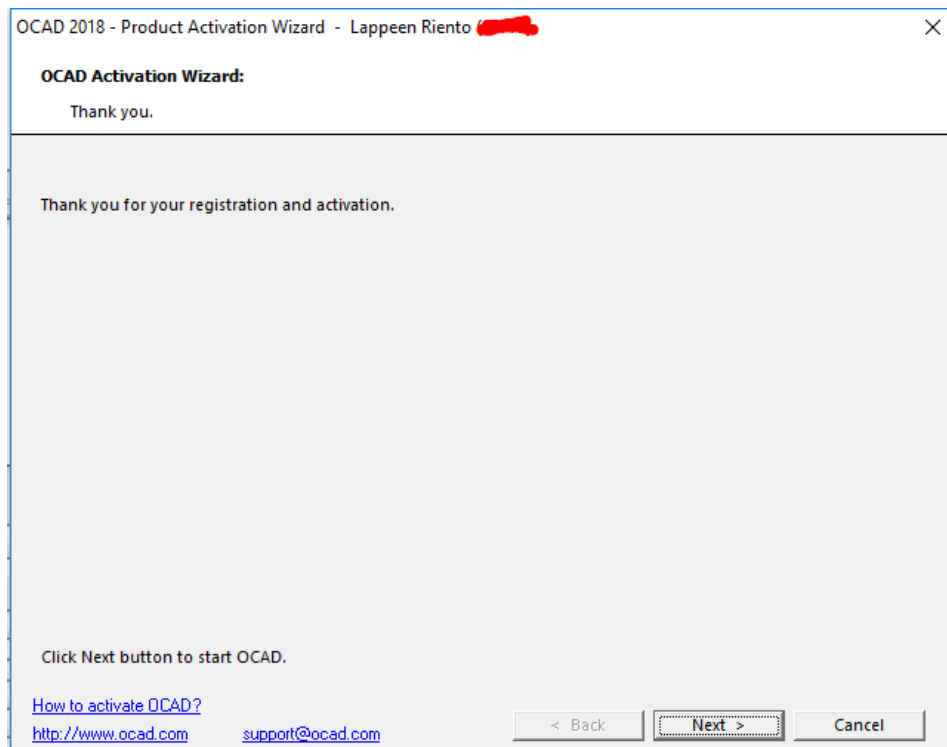 OCAD 2018 - Product Activation Wizard - Lappeen Riento (
OCAD Activation Wizard:
Thank you.
Thank you for your registration and activation.
Click Next button to start OCAD.
How to activate OCAD?
http://www.ocad.com support@ocad.com
< Back Next > Cancel